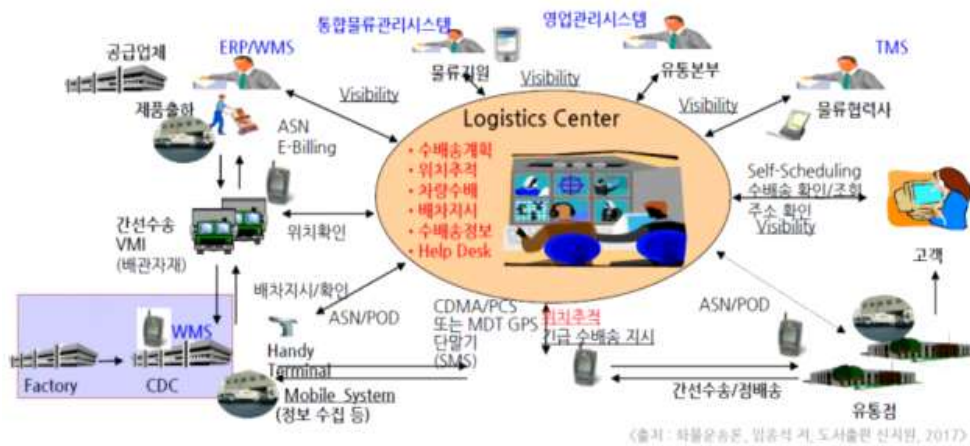 통합물류관리시스템
영업관리시스템
공급업체
ERP/WMS
TMS
물류지원
유통본부
물류협력사
Visibility
Visibility
Visibility
제품출하
ASN
E-Billing
Logistics Center
• 수배송계획
• 위치추적
• 차량수배
• 배차지시
• 수배송정보
• Help Desk
Self-Scheduling
수배송 확인/조회
주소 확인
Visibility
고객
간선수송
VMI
(배관자재)
위치확인
배차지시/확인
ASN/POD
CDMA/PCS
또는 MDT GPS
단말기
(SMS)
위치추적
긴급 수배송 지시
ASN/POD
WMS
Factory
CDC
Handy
Terminal
Mobile System
(정보 수집 등)
간선수송/점배송
유통점
<출처 : 화물운송론, 임종석 저, 도서출판 신지원, 2017>